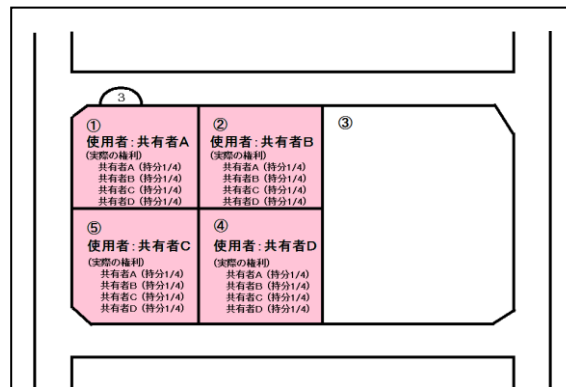 3
①
使用者:共有者A
(実際の権利)
共有者A (持分1/4)
共有者B (持分1/4)
共有者C (持分1/4)
共有者D (持分1/4)
②
使用者:共有者B
(実際の権利)
共有者A (持分1/4)
共有者B (持分1/4)
共有者C (持分1/4)
共有者D (持分1/4)
③
⑤
使用者:共有者C
(実際の権利)
共有者A (持分1/4)
共有者B (持分1/4)
共有者C (持分1/4)
共有者D (持分1/4)
④
使用者:共有者D
(実際の権利)
共有者A (持分1/4)
共有者B (持分1/4)
共有者C (持分1/4)
共有者D (持分1/4)